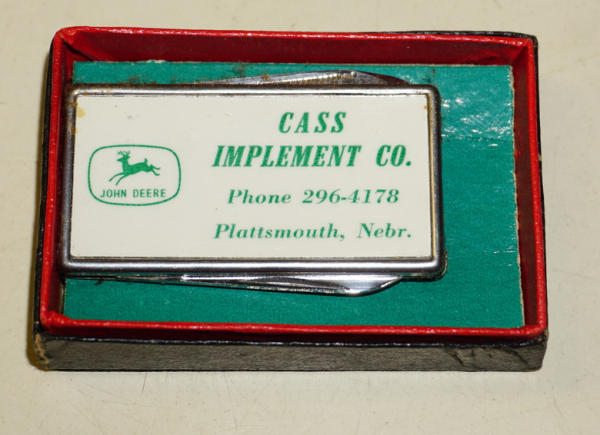 CASS
IMPLEMENT CO.
JOHN DEERE
Phone 296-4178
Plattsmouth, Nebr.